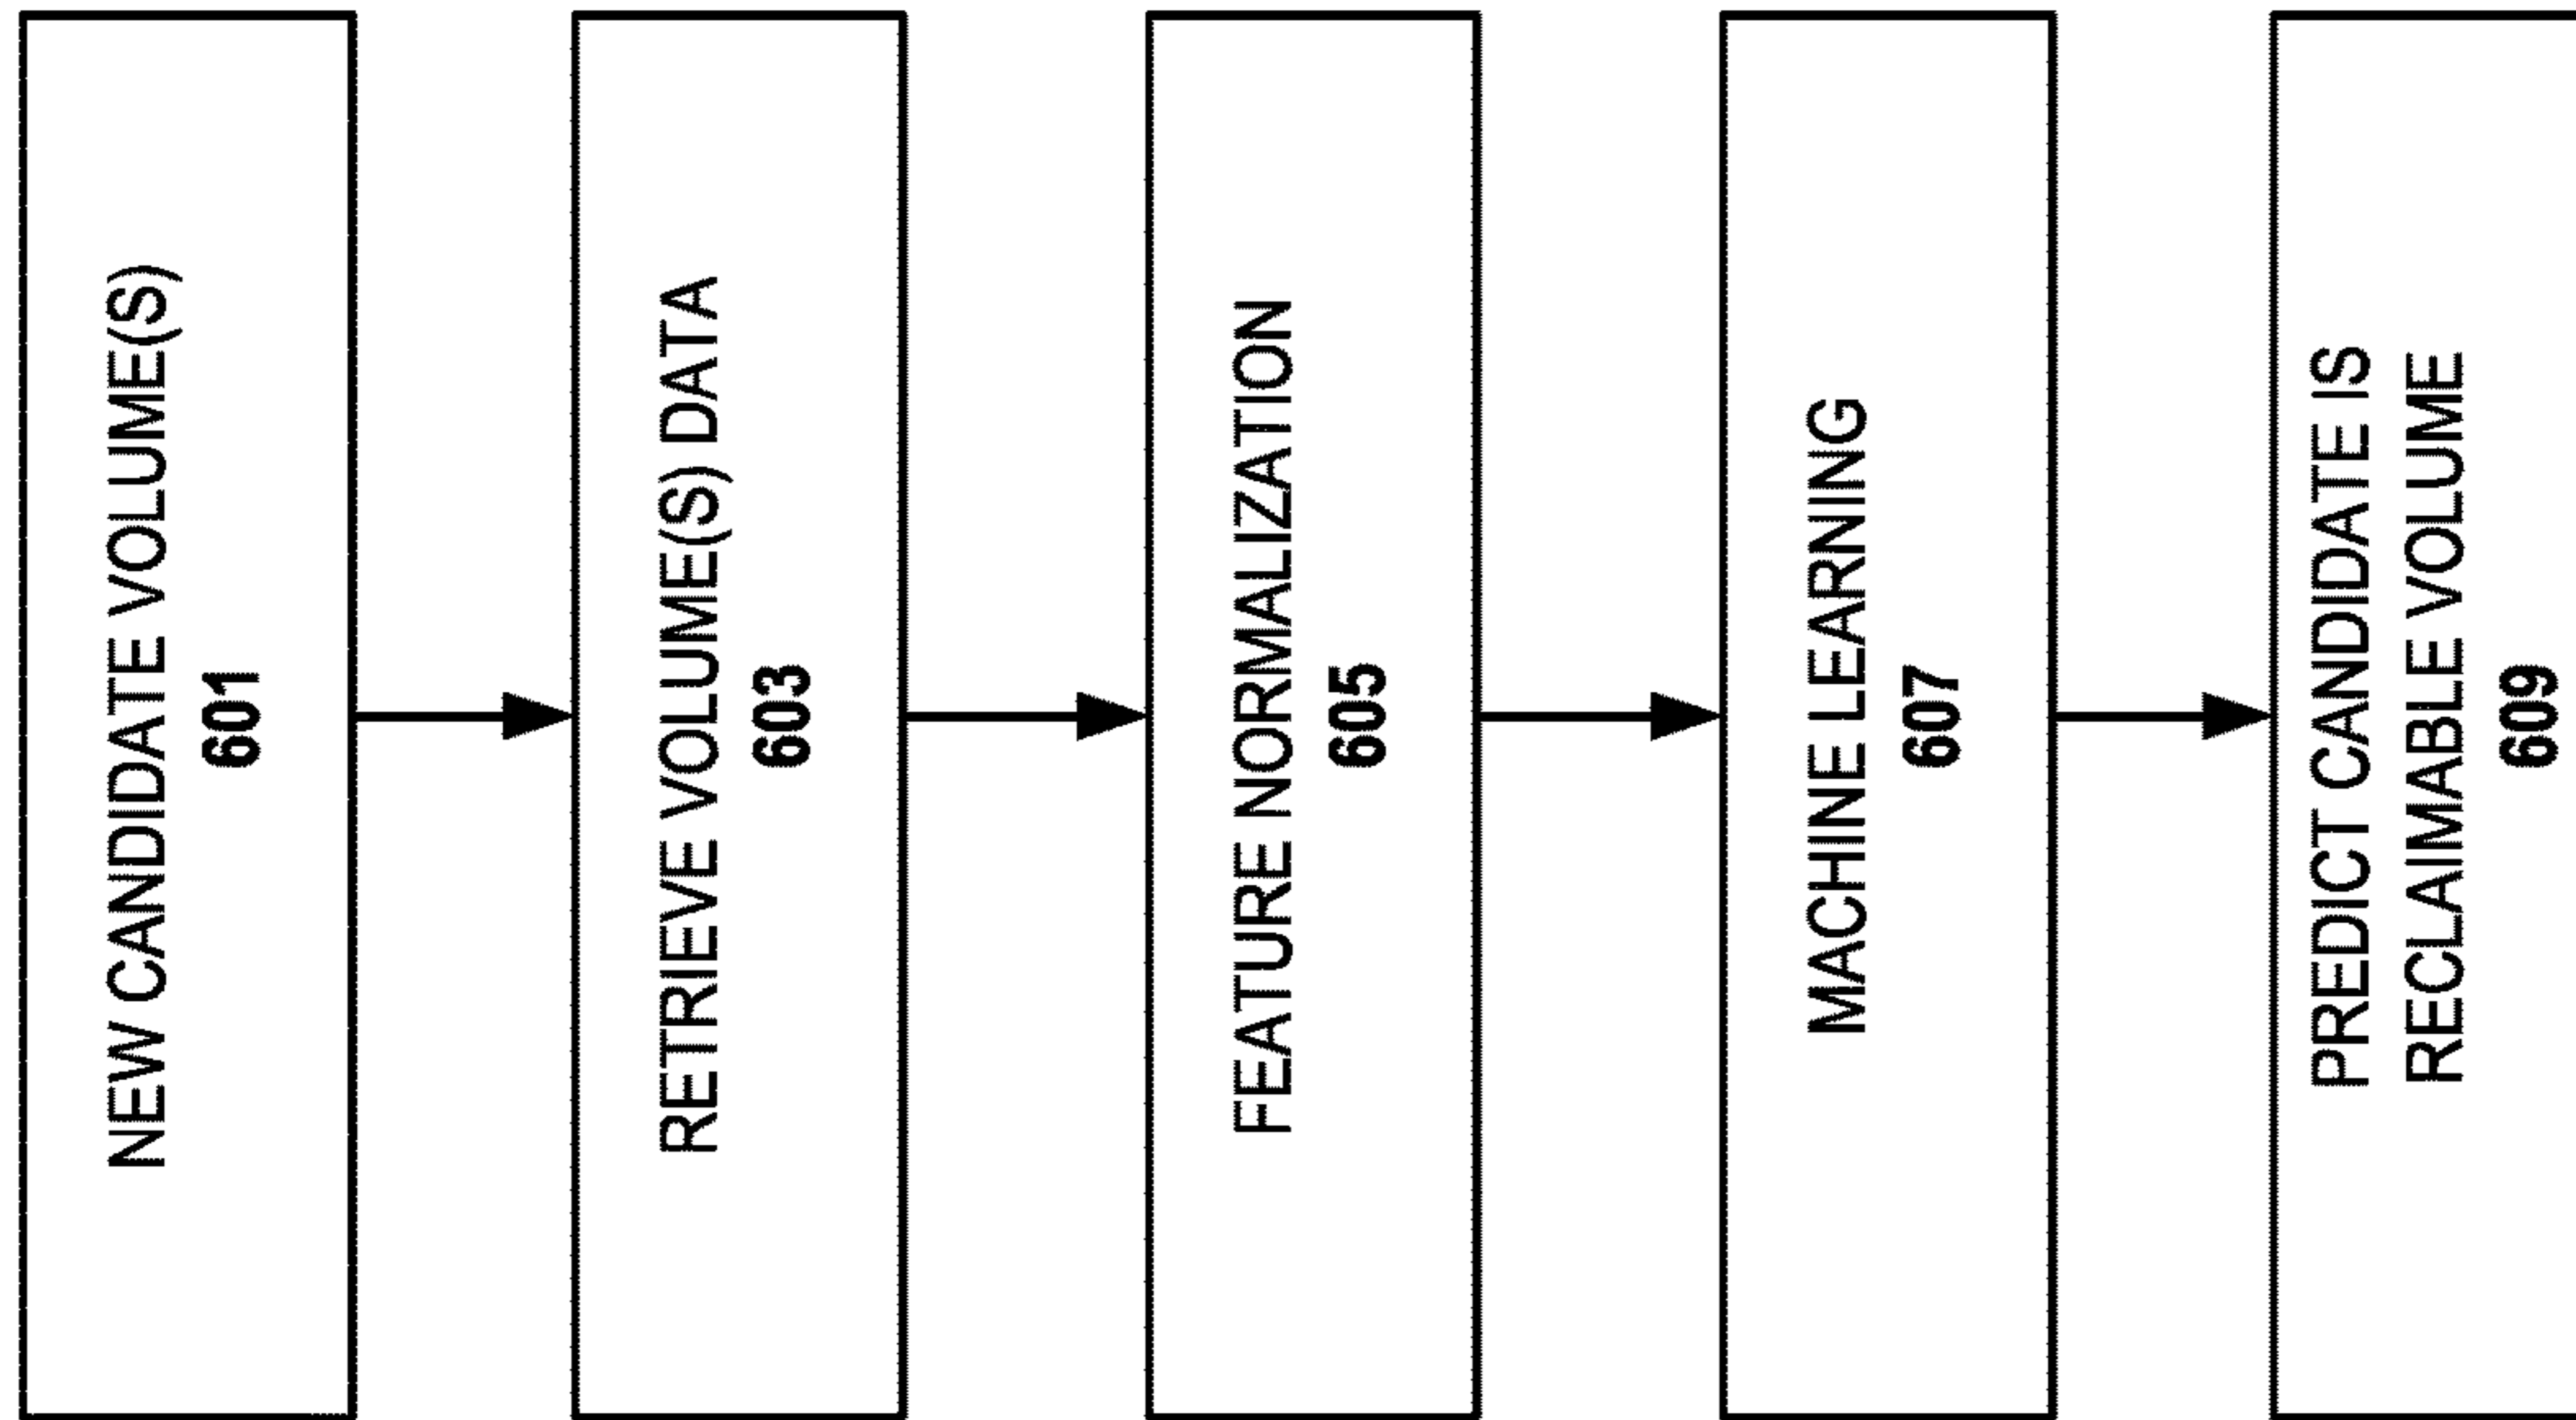 NEW CANDIDATE VOLUME(S)
601
RETRIEVE VOLUME(S) DATA
603
FEATURE NORMALIZATION
605
MACHINE LEARNING
607
PREDICT CANDIDATE IS
RECLAIMABLE VOLUME
609